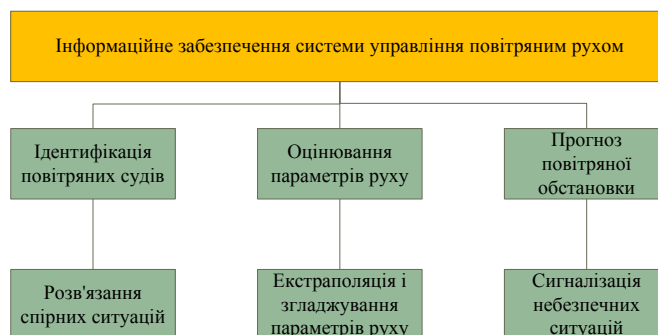 Інформаційне забезпечення системи управління повітряним рухом
Ідентифікація
повітряних судів
Оцінювання
параметрів руху
Прогноз
повітряної
обстановки
Розв'язання
спірних ситуацій
Екстраполяція і
згладжування
параметрів руху
Сигналізація
небезпечних
ситуацій